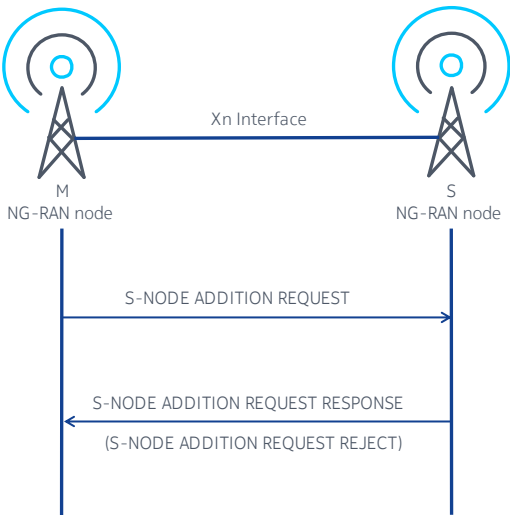 Xn Interface
M
NG-RAN node
S
NG-RAN node
S-NODE ADDITION REQUEST
S-NODE ADDITION REQUEST RESPONSE
(S-NODE ADDITION REQUEST REJECT)